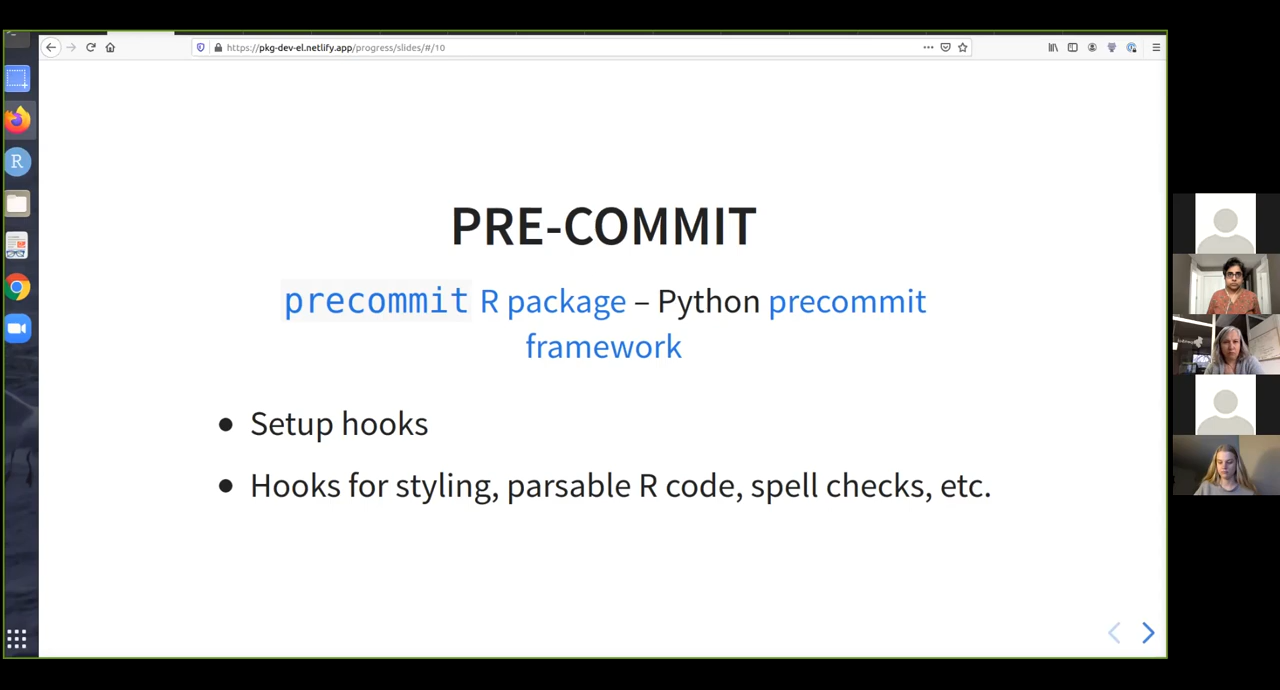 https://pkg-dev-el.netlify.app/progress/slides/#/10
PRE-COMMIT
precommit R package – Python precommit
framework
● Setup hooks
● Hooks for styling, parsable R code, spell checks, etc.
R